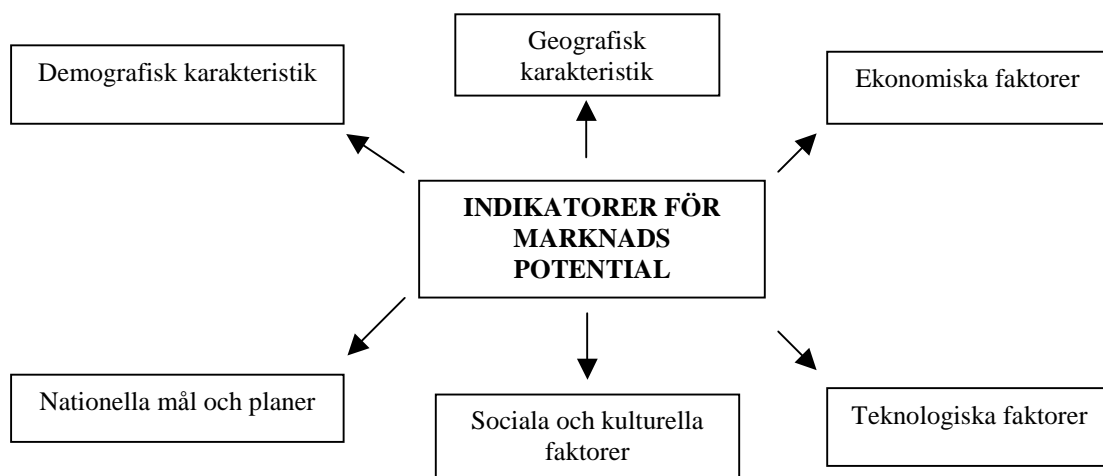 Geografisk
karakteristik
Demografisk karakteristik
Ekonomiska faktorer
INDIKATORER FÖR
MARKNADS
POTENTIAL
Nationella mål och planer
Sociala och kulturella
faktorer
Teknologiska faktorer